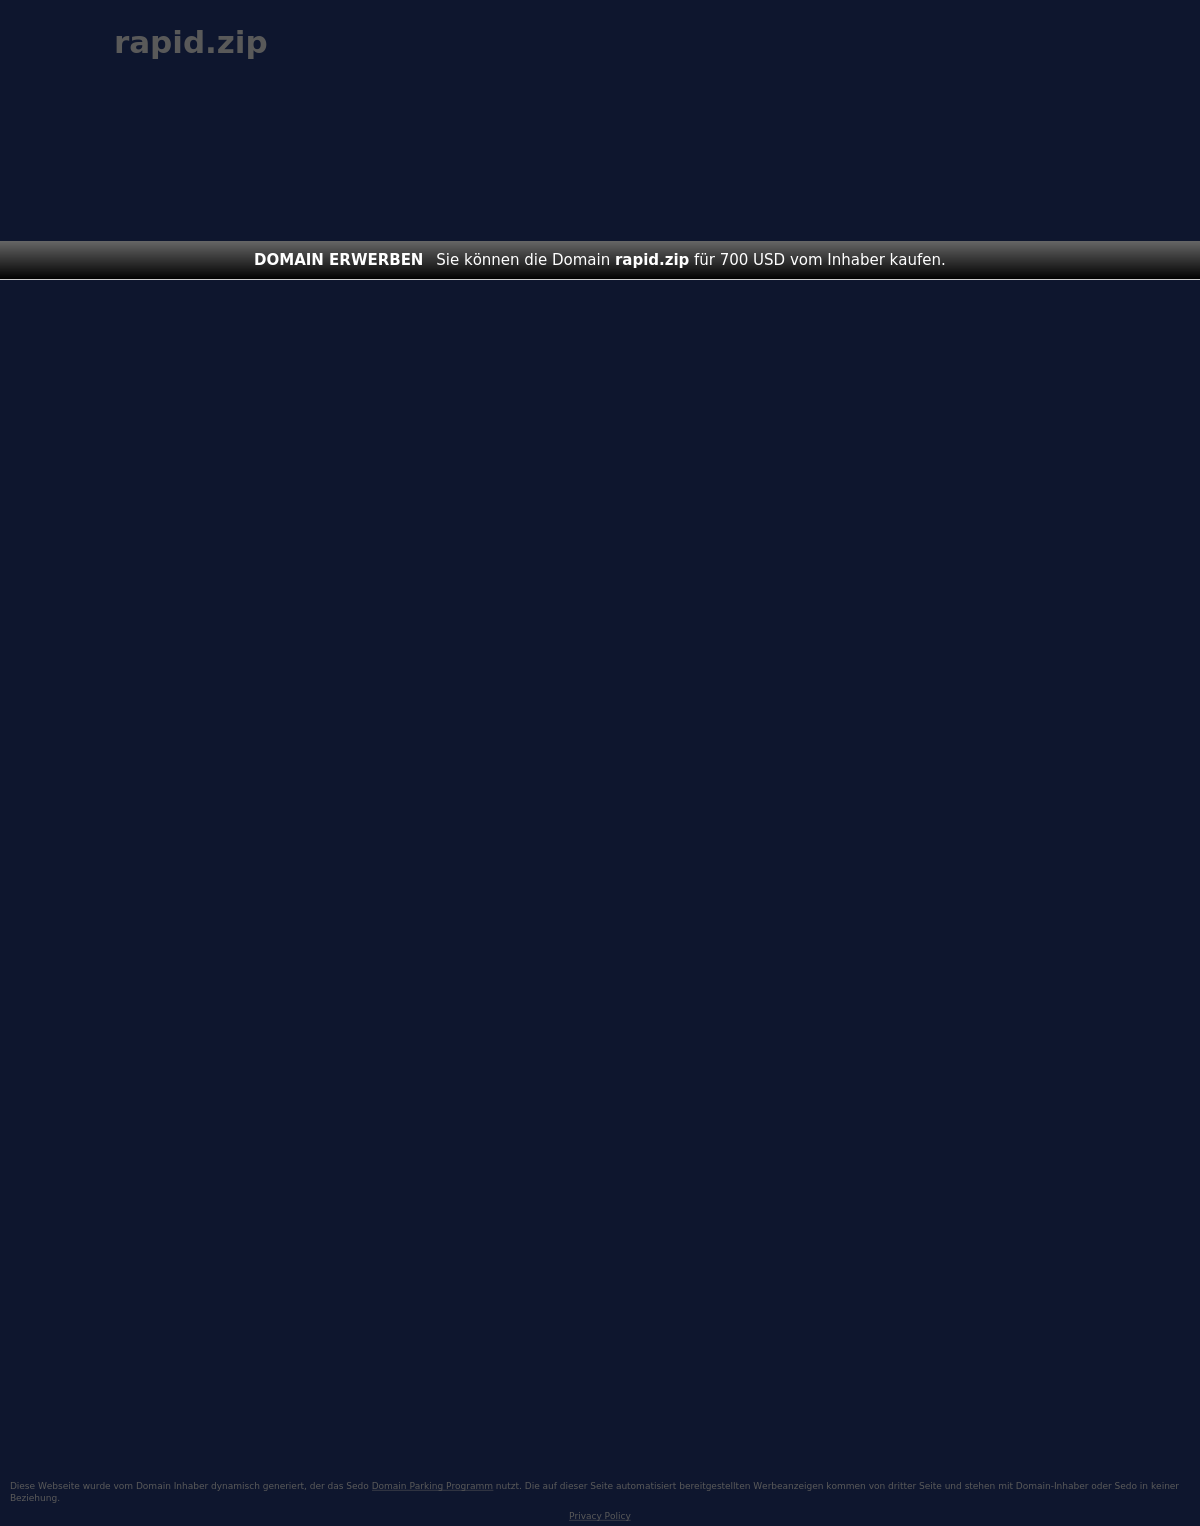 rapid.zip
DOMAIN ERWERBEN Sie können die Domain rapid.zip für 700 USD vom Inhaber kaufen.
Diese Webseite wurde vom Domain Inhaber dynamisch generiert, der das Sedo Domain Parking Programm nutzt. Die auf dieser Seite automatisiert bereitgestellten Werbeanzeigen kommen von dritter Seite und stehen mit Domain-Inhaber oder Sedo in keiner
Beziehung.
Privacy Policy